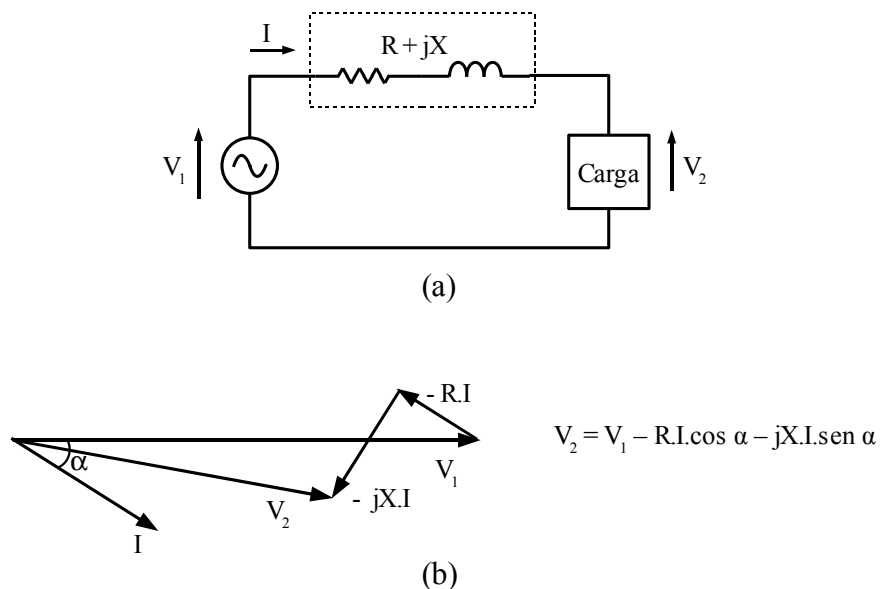 I
R + jX
V₁
Carga
V₂
(a)
- R.I
V₂ = V₁ – R.I.cos α – jX.I.sen α
α
V₁
V₂
- jX.I
I
(b)